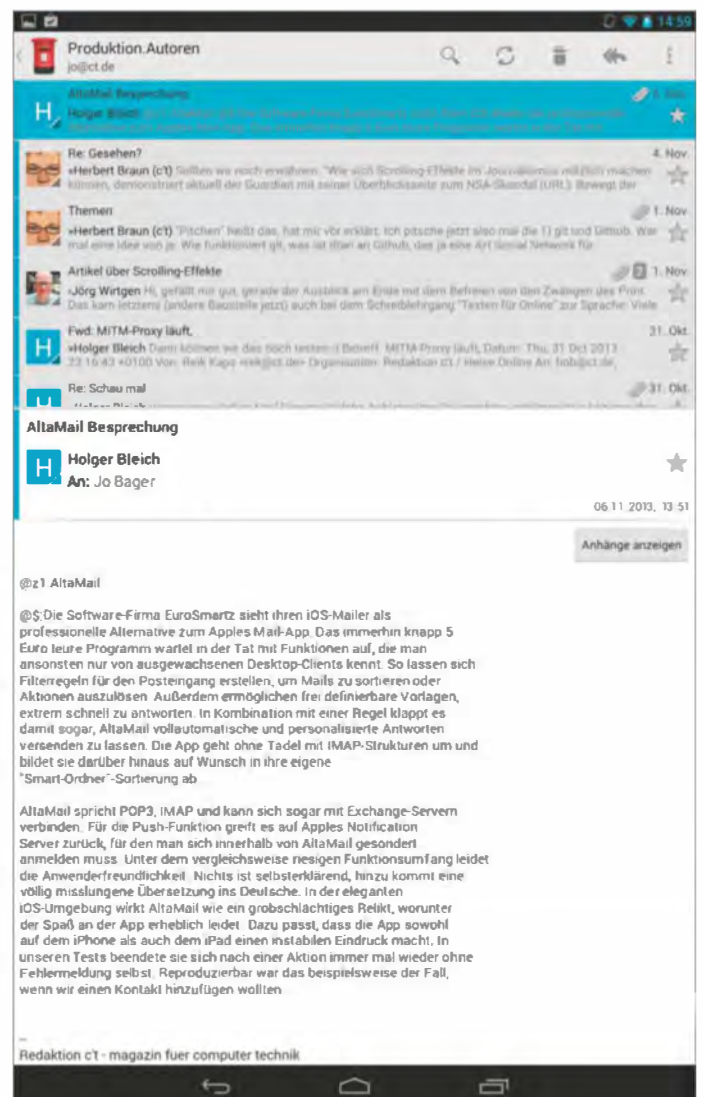 14:59
Produktion.Autoren
jo@ct.de
AltaMail Besprechung
H
Holger Bleich
Re: Gesehen?
4. Nov.
»Herbert Braun (c't) Sollten wir noch erwähnen. "Wie sich Scrolling-Effekte im Journalismus nützlich machen
können, demonstriert aktuell der Guardian mit seiner Überblicksseite zum NSA-Skandal (URL). Bewegt der
Themen
1. Nov.
»Herbert Braun (c't) "Pitchen" heißt das, hat mir vbr erklärt. Ich pitsche jetzt also mal die 1) git und Github. War
mal eine Idee von je. Wie funktioniert git, was ist dran an Github, das ja eine Art Social Network für
Artikel über Scrolling-Effekte
2
1. Nov.
»Jörg Wirtgen Hi, gefällt mir gut, gerade der Ausblick am Ende mit dem Befreien von den Zwängen des Print.
Das kam letztens (andere Baustelle jetzt) auch bei dem Schreiblehrgang "Texten für Online" zur Sprache: Viele
Fwd: MITM-Proxy läuft.
31. Okt.
H
»Holger Bleich Dann können wir das noch testen :) Betreff: MITM-Proxy läuft, Datum: Thu, 31 Oct 2013
+0100 Von: Organisation: Redaktion c't / Heise Online An:
Re: Schau mal
31. Okt.
AltaMail Besprechung
H
Holger Bleich
An: Jo Bager
06.11.2013, 13:51
Anhänge anzeigen
@z1 AltaMail
@$:Die Software-Firma EuroSmartz sieht ihren iOS-Mailer als
professionelle Alternative zum Apples Mail-App. Das immerhin knapp 5
Euro teure Programm wartet in der Tat mit Funktionen auf, die man
ansonsten nur von ausgewachsenen Desktop-Clients kennt. So lassen sich
Filterregeln für den Posteingang erstellen, um Mails zu sortieren oder
Aktionen auszulösen. Außerdem ermöglichen frei definierbare Vorlagen,
extrem schnell zu antworten. In Kombination mit einer Regel klappt es
damit sogar, AltaMail vollautomatische und personalisierte Antworten
versenden zu lassen. Die App geht ohne Tadel mit IMAP-Strukturen um und
bildet sie darüber hinaus auf Wunsch in ihre eigene
"Smart-Ordner"-Sortierung ab.
AltaMail spricht POP3, IMAP und kann sich sogar mit Exchange-Servern
verbinden. Für die Push-Funktion greift es auf Apples Notification
Server zurück, für den man sich innerhalb von AltaMail gesondert
anmelden muss. Unter dem vergleichsweise riesigen Funktionsumfang leidet
die Anwenderfreundlichkeit. Nichts ist selbsterklärend, hinzu kommt eine
völlig misslungene Übersetzung ins Deutsche. In der eleganten
iOS-Umgebung wirkt AltaMail wie ein grobschlächtiges Relikt, worunter
der Spaß an der App erheblich leidet. Dazu passt, dass die App sowohl
auf dem iPhone als auch dem iPad einen instabilen Eindruck macht. In
unseren Tests beendete sie sich nach einer Aktion immer mal wieder ohne
Fehlermeldung selbst. Reproduzierbar war das beispielsweise der Fall,
wenn wir einen Kontakt hinzufügen wollten.
--
Redaktion c't - magazin fuer computer technik